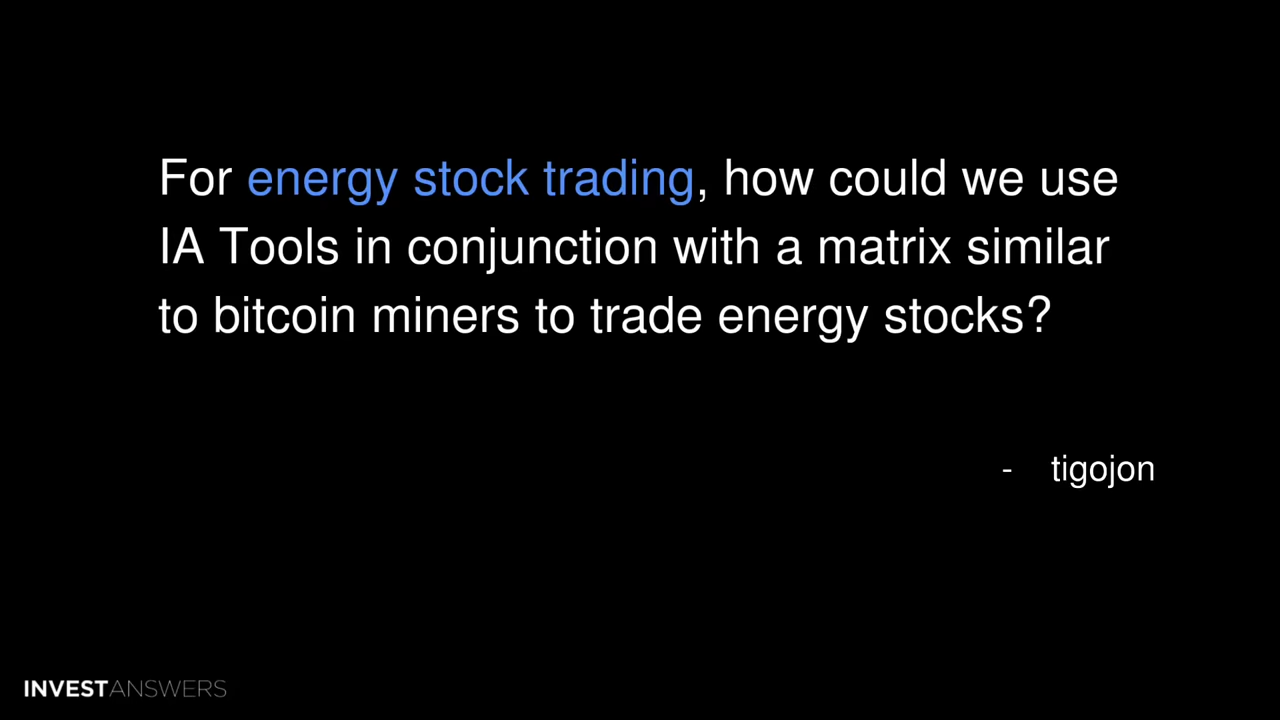 For energy stock trading, how could we use
IA Tools in conjunction with a matrix similar
to bitcoin miners to trade energy stocks?
- tigojon
INVESTANSWERS